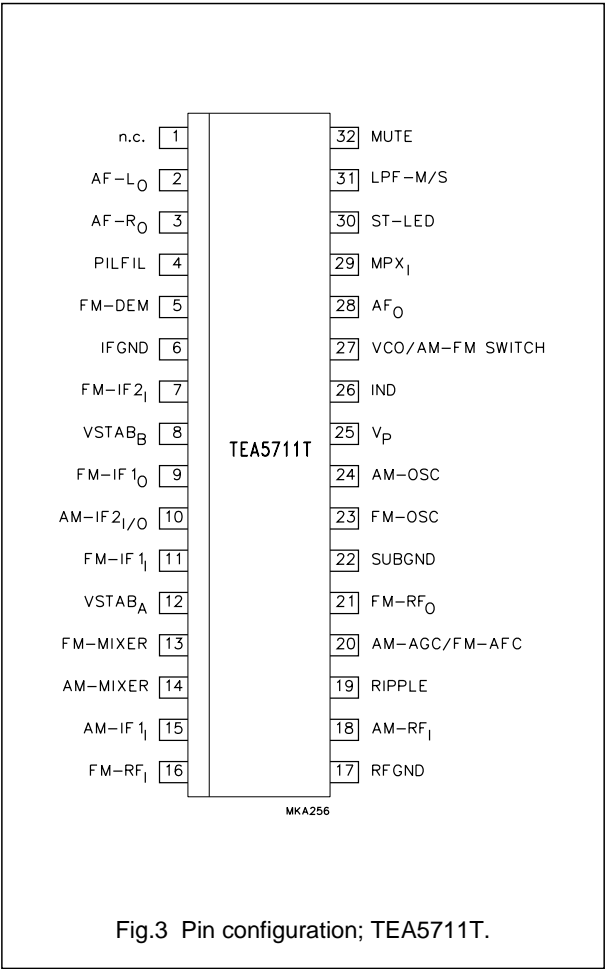 n.c. 1 32 MUTE
AF-LO 2 31 LPF-M/S
AF-RO 3 30 ST-LED
PILFIL 4 29 MPXI
FM-DEM 5 28 AFO
IFGND 6 27 VCO/AM-FM SWITCH
FM-IF2I 7 26 IND
VSTABB 8 25 VP
TEA5711T
FM-IF1O 9 24 AM-OSC
AM-IF2I/O 10 23 FM-OSC
FM-IF1I 11 22 SUBGND
VSTABA 12 21 FM-RFO
FM-MIXER 13 20 AM-AGC/FM-AFC
AM-MIXER 14 19 RIPPLE
AM-IF1I 15 18 AM-RFI
FM-RFI 16 17 RFGND
MKA256
Fig.3 Pin configuration; TEA5711T.